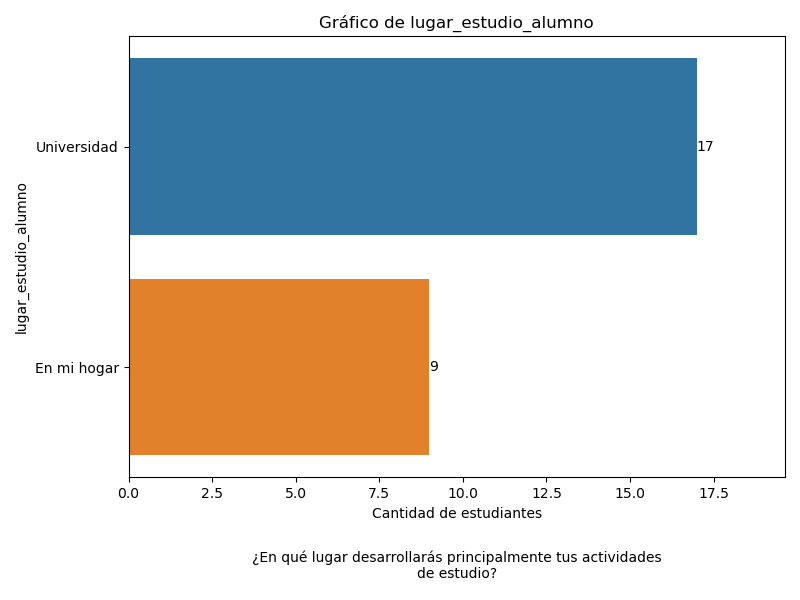 Gráfico de lugar_estudio_alumno
Universidad
17
lugar_estudio_alumno
En mi hogar
9
0.0 2.5 5.0 7.5 10.0 12.5 15.0 17.5
Cantidad de estudiantes
¿En qué lugar desarrollarás principalmente tus actividades
de estudio?